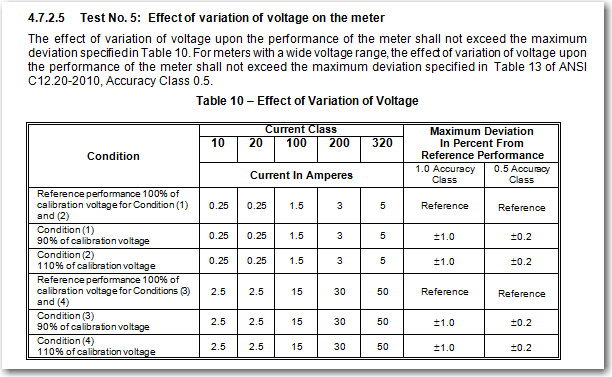 4.7.2.5 Test No. 5: Effect of variation of voltage on the meter
The effect of variation of voltage upon the performance of the meter shall not exceed the maximum
deviation specified in Table 10. For meters with a wide voltage range, the effect of variation of voltage upon
the performance of the meter shall not exceed the maximum deviation specified in Table 13 of ANSI
C12.20-2010, Accuracy Class 0.5.
Table 10 – Effect of Variation of Voltage
Condition
Current Class
10 20 100 200 320
Current In Amperes
Maximum Deviation
In Percent From
Reference Performance
1.0 Accuracy
Class
0.5 Accuracy
Class
Reference performance 100% of
calibration voltage for Condition (1)
and (2)
0.25 0.25 1.5 3 5 Reference Reference
Condition (1)
90% of calibration voltage
0.25 0.25 1.5 3 5 ±1.0 ±0.2
Condition (2)
110% of calibration voltage
0.25 0.25 1.5 3 5 ±1.0 ±0.2
Reference performance 100% of
calibration voltage for Conditions (3)
and (4)
2.5 2.5 15 30 50 Reference Reference
Condition (3)
90% of calibration voltage
2.5 2.5 15 30 50 ±1.0 ±0.2
Condition (4)
110% of calibration voltage
2.5 2.5 15 30 50 ±1.0 ±0.2